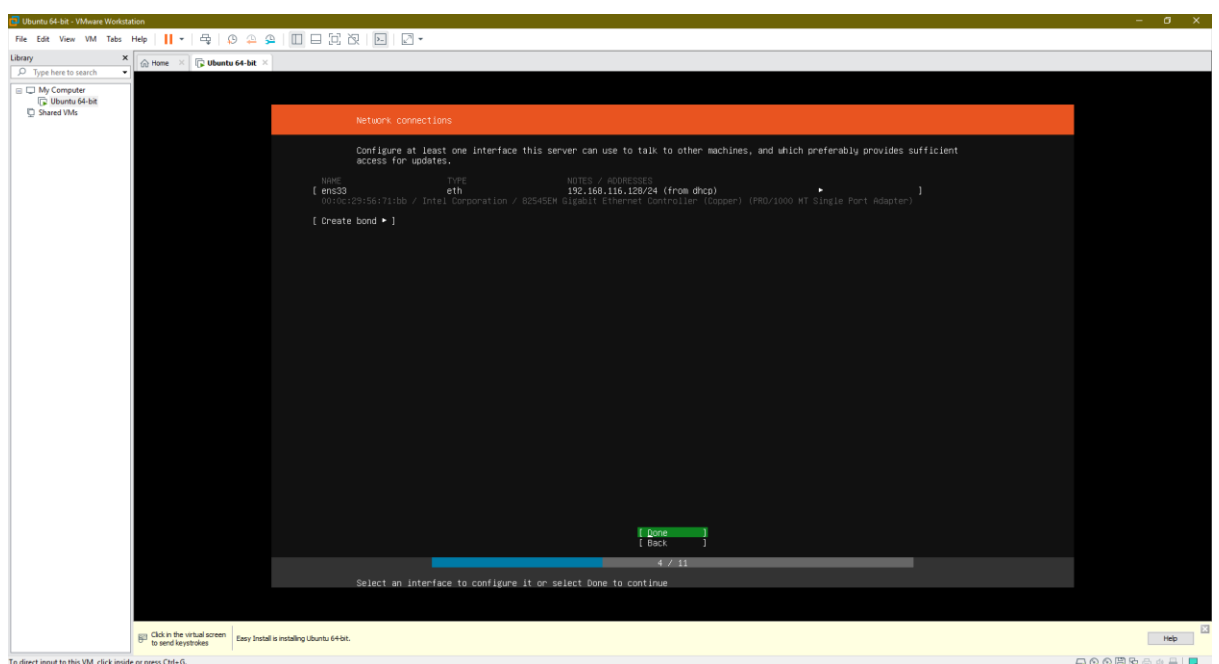 Ubuntu 64-bit - VMware Workstation
File Edit View VM Tabs Help
Library
Home
Ubuntu 64-bit
Type here to search
My Computer
Ubuntu 64-bit
Shared VMs
Network connections
Configure at least one interface this server can use to talk to other machines, and which preferably provides sufficient
access for updates.
NAME TYPE NOTES / ADDRESSES
[ ens33 eth 192.168.116.128/24 (from dhcp) ▸ ]
00:0c:29:56:71:bb / Intel Corporation / 82545EM Gigabit Ethernet Controller (Copper) (PRO/1000 MT Single Port Adapter)
[ Create bond ▸ ]
[ Done ]
[ Back ]
4 / 11
Select an interface to configure it or select Done to continue
Click in the virtual screen
to send keystrokes
Easy Install is installing Ubuntu 64-bit.
Help
To direct input to this VM, click inside or press Ctrl+G.